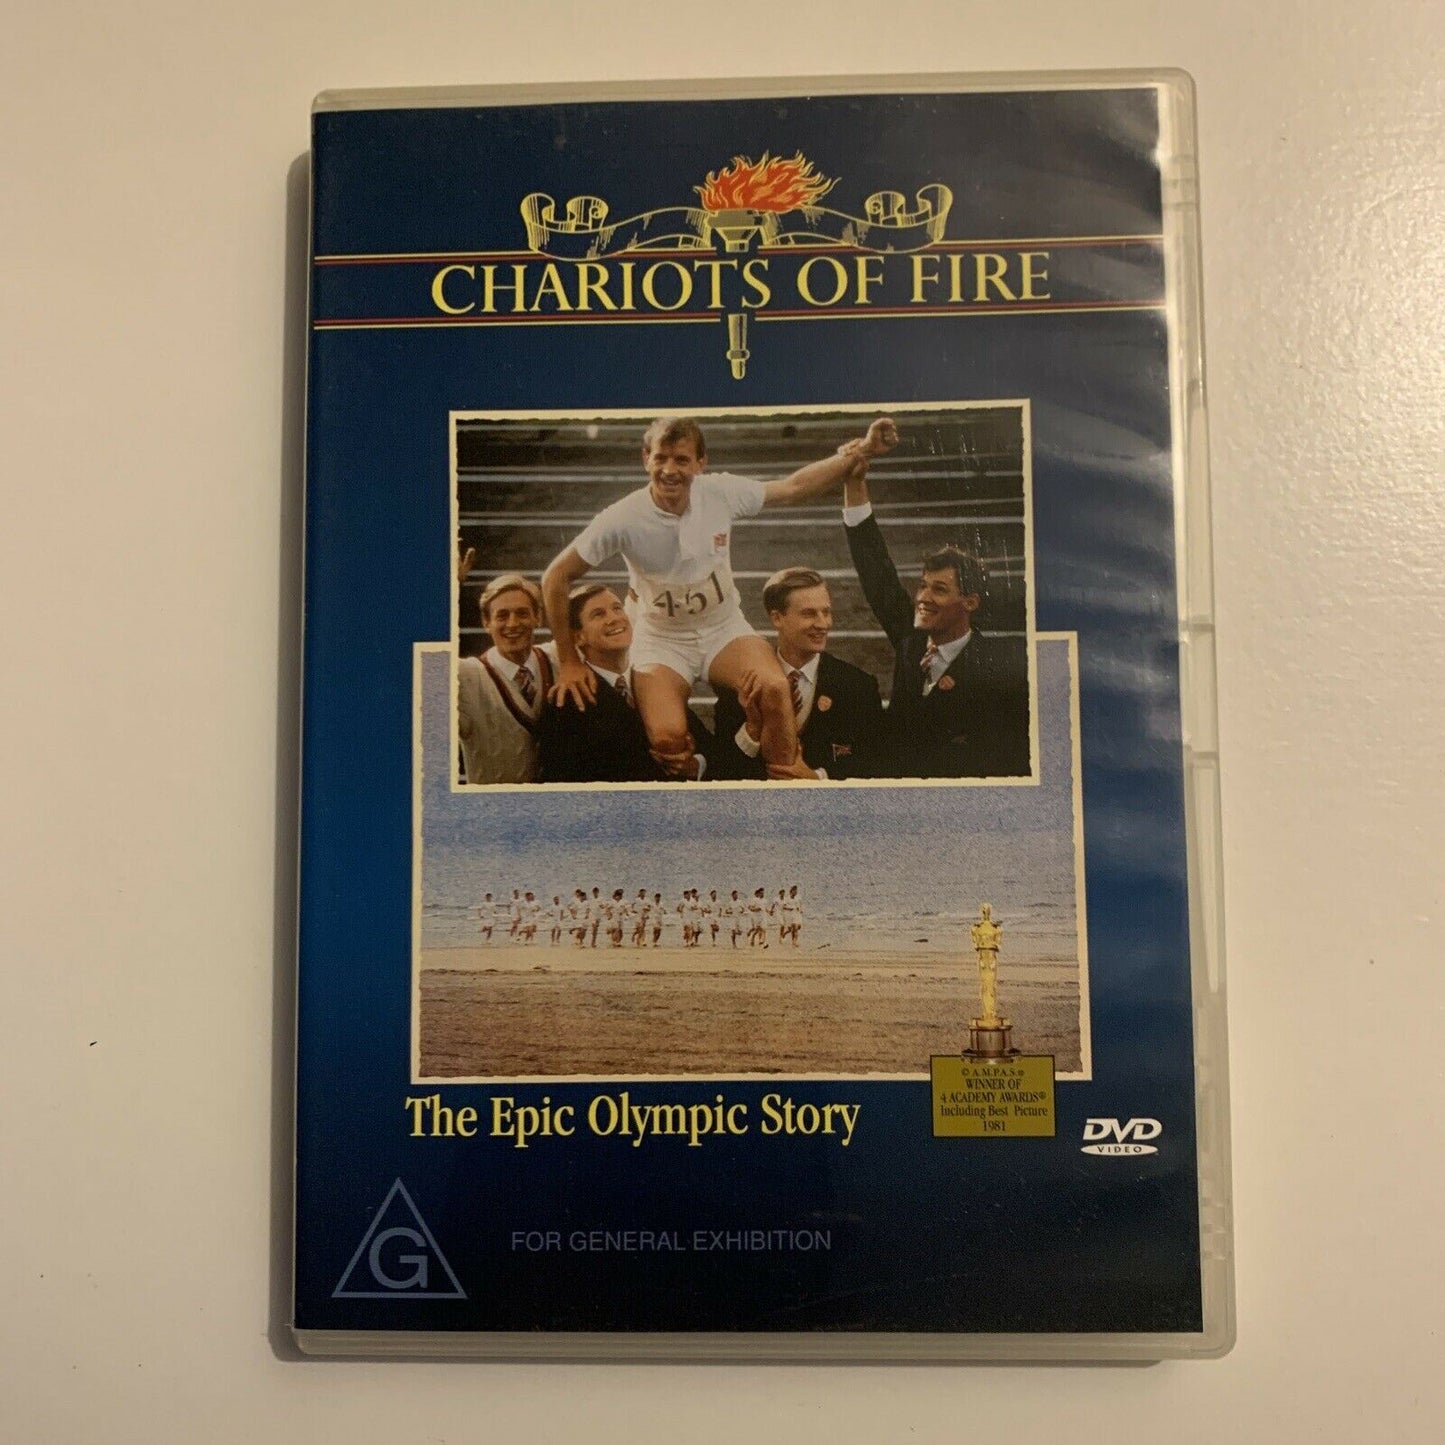 CHARIOTS OF FIRE
451
© A.M.P.A.S.®
WINNER OF
4 ACADEMY AWARDS®
Including Best Picture
1981
The Epic Olympic Story
DVD
VIDEO
G
FOR GENERAL EXHIBITION